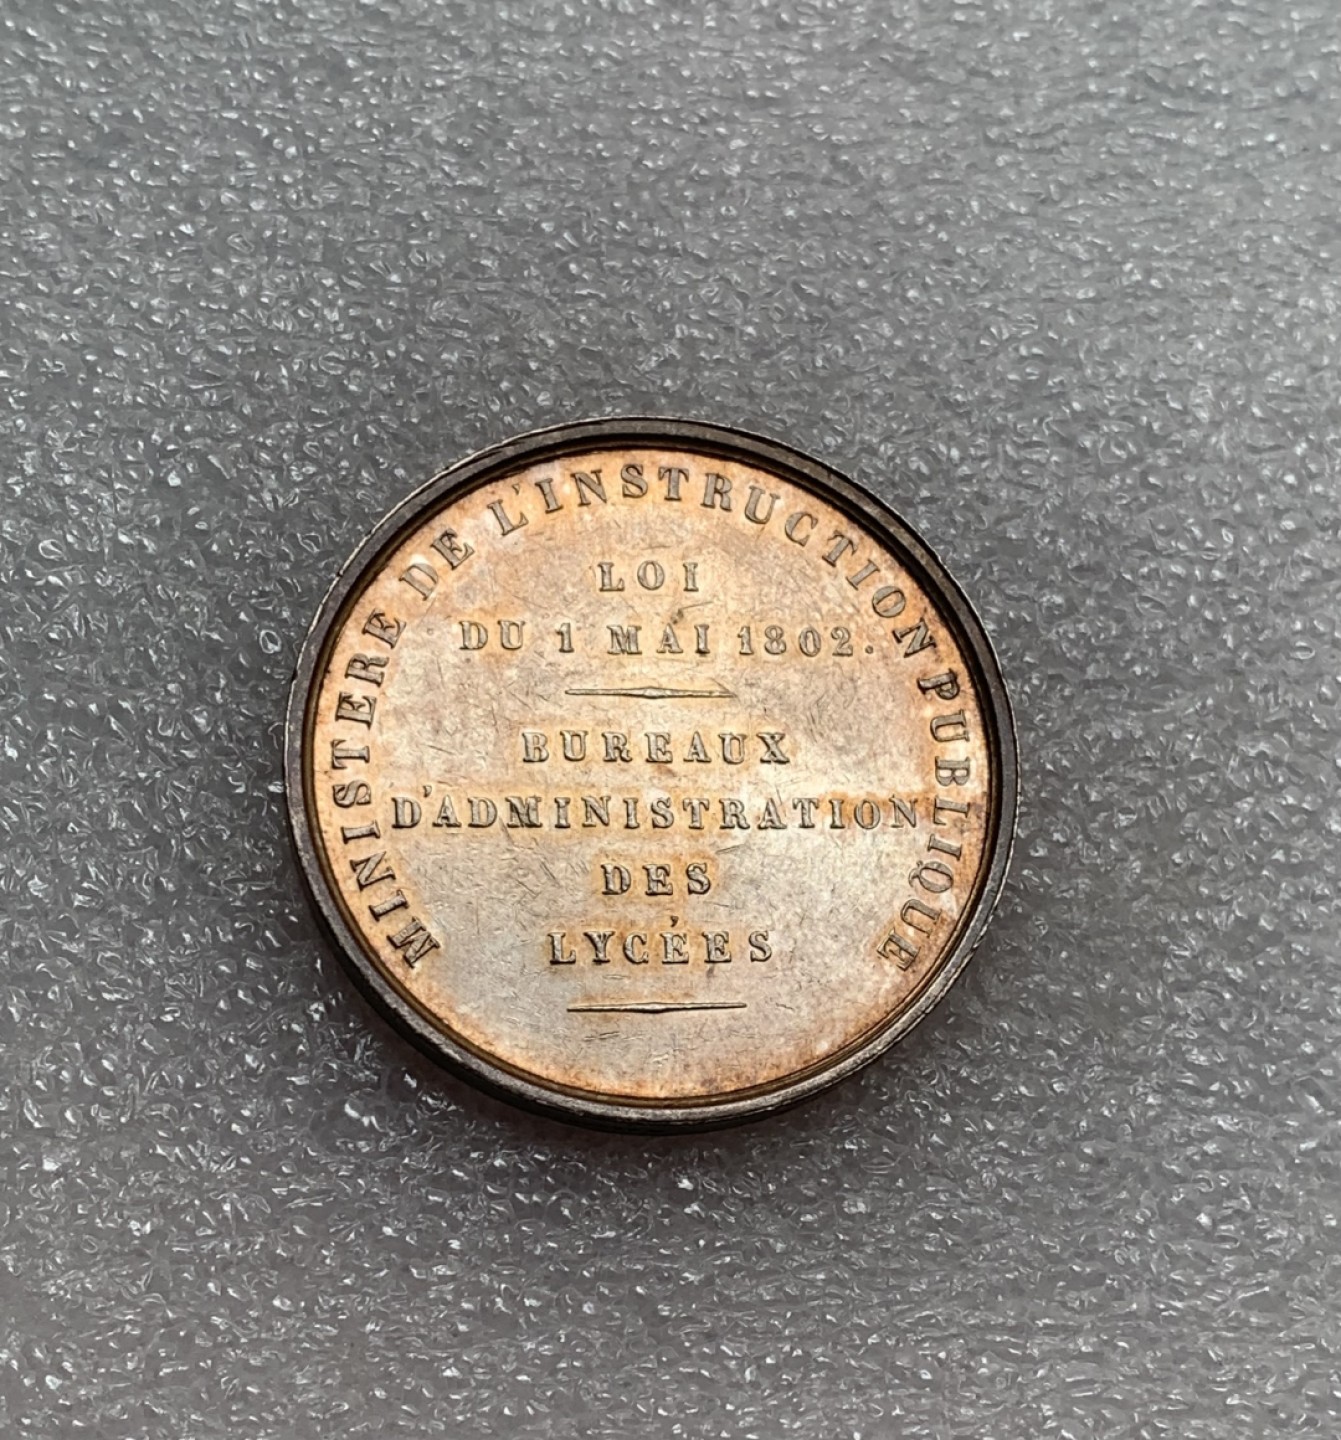 MINISTERE DE L'INSTRUCTION PUBLIQUE
LOI
DU 1 MAI 1802.
BUREAUX
D'ADMINISTRATION
DES
LYCÉES